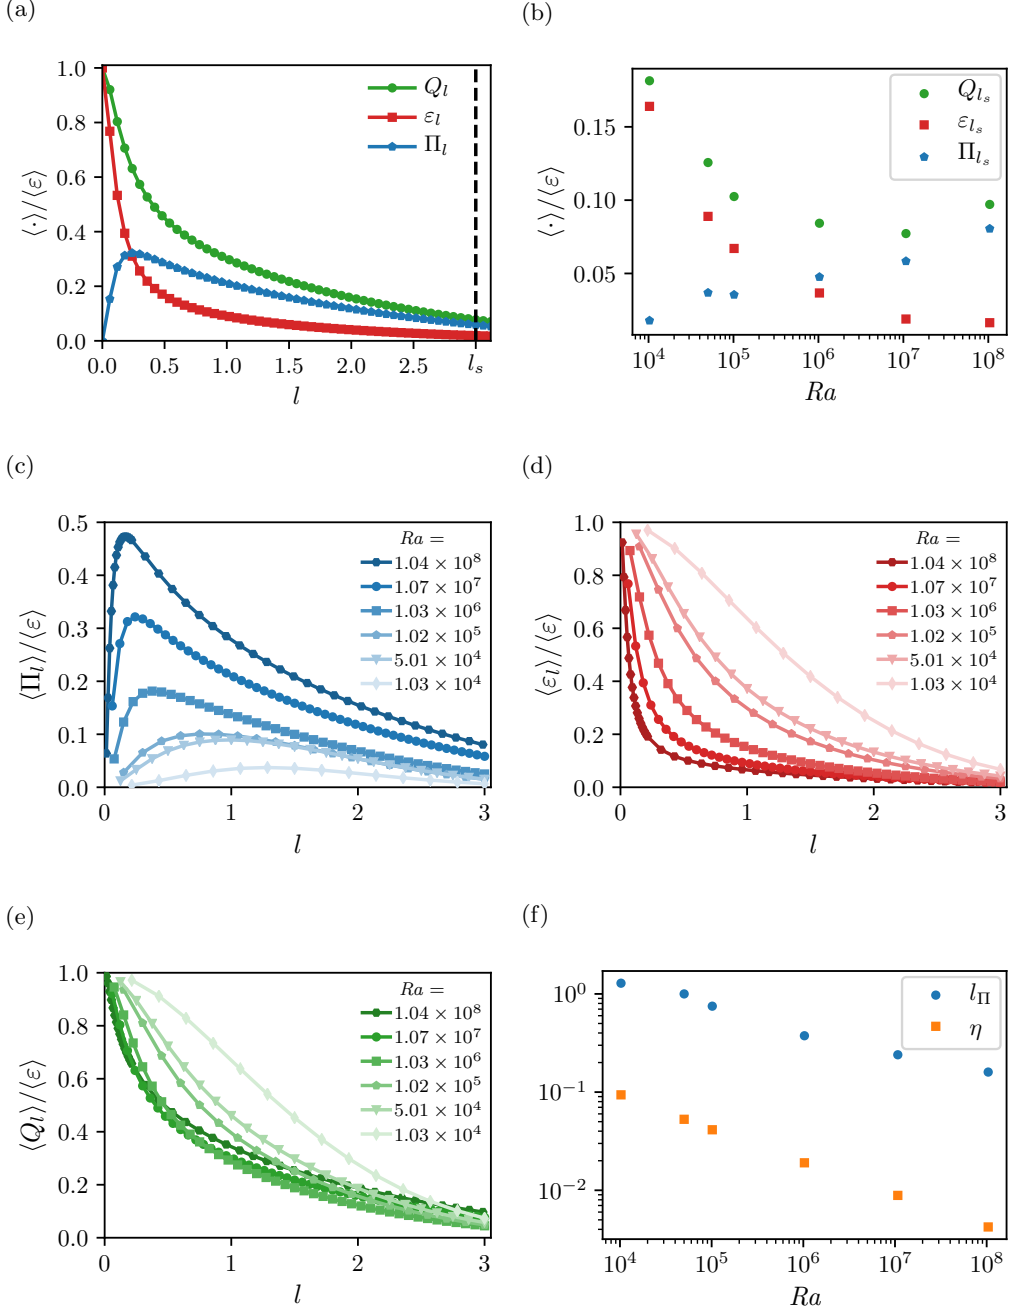 (a)
1.0
0.8
0.6
0.4
0.2
0.0
⟨·⟩/⟨ε⟩
Q_l
ε_l
Π_l
0.0 0.5 1.0 1.5 2.0 2.5 l_s
l
(b)
0.15
0.10
0.05
⟨·⟩/⟨ε⟩
Q_{l_s}
ε_{l_s}
Π_{l_s}
10^4 10^5 10^6 10^7 10^8
Ra
(c)
0.5
0.4
0.3
0.2
0.1
0.0
⟨Π_l⟩/⟨ε⟩
Ra =
1.04 × 10^8
1.07 × 10^7
1.03 × 10^6
1.02 × 10^5
5.01 × 10^4
1.03 × 10^4
0 1 2 3
l
(d)
1.0
0.8
0.6
0.4
0.2
0.0
⟨ε_l⟩/⟨ε⟩
Ra =
1.04 × 10^8
1.07 × 10^7
1.03 × 10^6
1.02 × 10^5
5.01 × 10^4
1.03 × 10^4
0 1 2 3
l
(e)
1.0
0.8
0.6
0.4
0.2
0.0
⟨Q_l⟩/⟨ε⟩
Ra =
1.04 × 10^8
1.07 × 10^7
1.03 × 10^6
1.02 × 10^5
5.01 × 10^4
1.03 × 10^4
0 1 2 3
l
(f)
10^0
10^{−1}
10^{−2}
l_Π
η
10^4 10^5 10^6 10^7 10^8
Ra